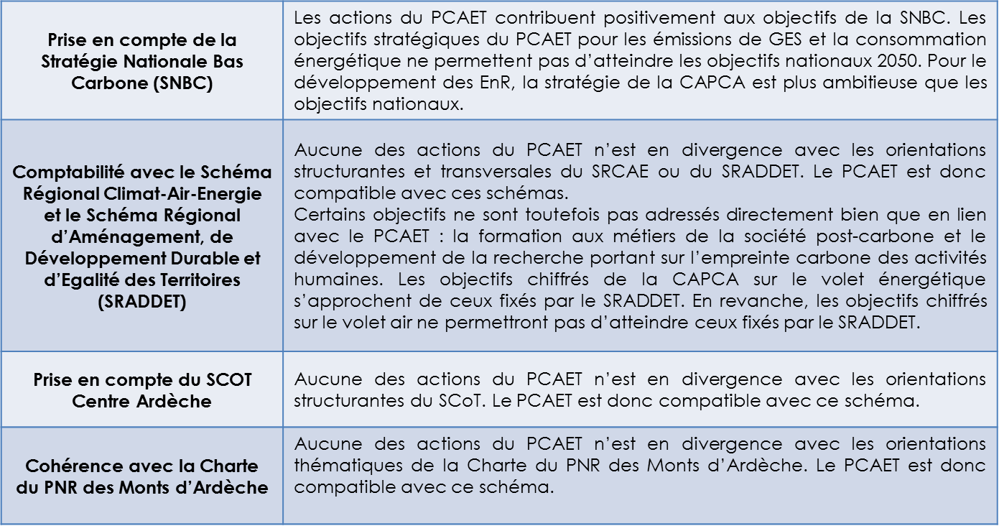 Prise en compte de la
Stratégie Nationale Bas
Carbone (SNBC)
Les actions du PCAET contribuent positivement aux objectifs de la SNBC. Les
objectifs stratégiques du PCAET pour les émissions de GES et la consommation
énergétique ne permettent pas d’atteindre les objectifs nationaux 2050. Pour le
développement des EnR, la stratégie de la CAPCA est plus ambitieuse que les
objectifs nationaux.
Comptabilité avec le Schéma
Régional Climat-Air-Energie
et le Schéma Régional
d’Aménagement, de
Développement Durable et
d’Egalité des Territoires
(SRADDET)
Aucune des actions du PCAET n’est en divergence avec les orientations
structurantes et transversales du SRCAE ou du SRADDET. Le PCAET est donc
compatible avec ces schémas.
Certains objectifs ne sont toutefois pas adressés directement bien que en lien
avec le PCAET : la formation aux métiers de la société post-carbone et le
développement de la recherche portant sur l’empreinte carbone des activités
humaines. Les objectifs chiffrés de la CAPCA sur le volet énergétique
s’approchent de ceux fixés par le SRADDET. En revanche, les objectifs chiffrés
sur le volet air ne permettront pas d’atteindre ceux fixés par le SRADDET.
Prise en compte du SCOT
Centre Ardèche
Aucune des actions du PCAET n’est en divergence avec les orientations
structurantes du SCoT. Le PCAET est donc compatible avec ce schéma.
Cohérence avec la Charte
du PNR des Monts d’Ardèche
Aucune des actions du PCAET n’est en divergence avec les orientations
thématiques de la Charte du PNR des Monts d’Ardèche. Le PCAET est donc
compatible avec ce schéma.